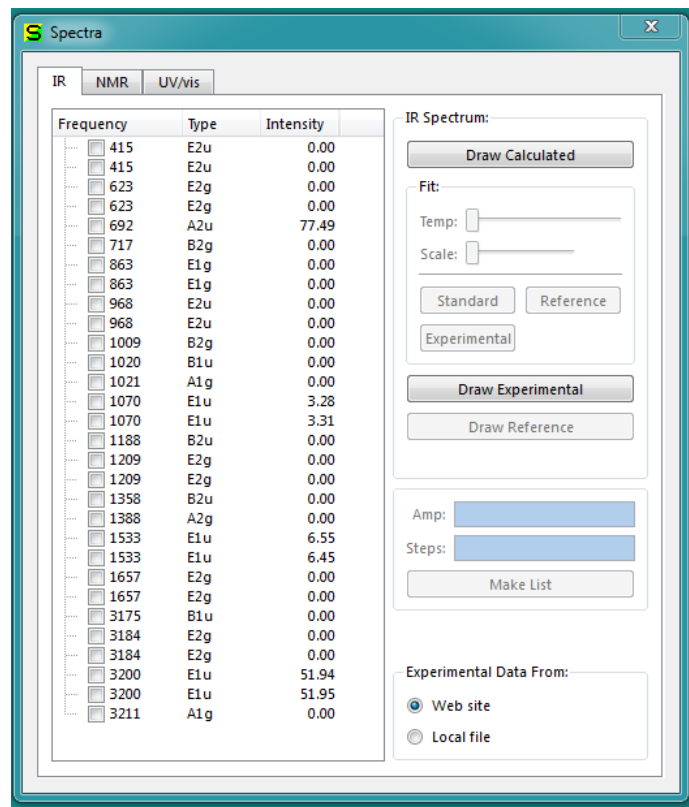 S Spectra x
IR NMR UV/vis
Frequency Type Intensity
415 E2u 0.00
415 E2u 0.00
623 E2g 0.00
623 E2g 0.00
692 A2u 77.49
717 B2g 0.00
863 E1g 0.00
863 E1g 0.00
968 E2u 0.00
968 E2u 0.00
1009 B2g 0.00
1020 B1u 0.00
1021 A1g 0.00
1070 E1u 3.28
1070 E1u 3.31
1188 B2u 0.00
1209 E2g 0.00
1209 E2g 0.00
1358 B2u 0.00
1388 A2g 0.00
1533 E1u 6.55
1533 E1u 6.45
1657 E2g 0.00
1657 E2g 0.00
3175 B1u 0.00
3184 E2g 0.00
3184 E2g 0.00
3200 E1u 51.94
3200 E1u 51.95
3211 A1g 0.00
IR Spectrum:
Draw Calculated
Fit:
Temp:
Scale:
Standard Reference
Experimental
Draw Experimental
Draw Reference
Amp:
Steps:
Make List
Experimental Data From:
Web site
Local file